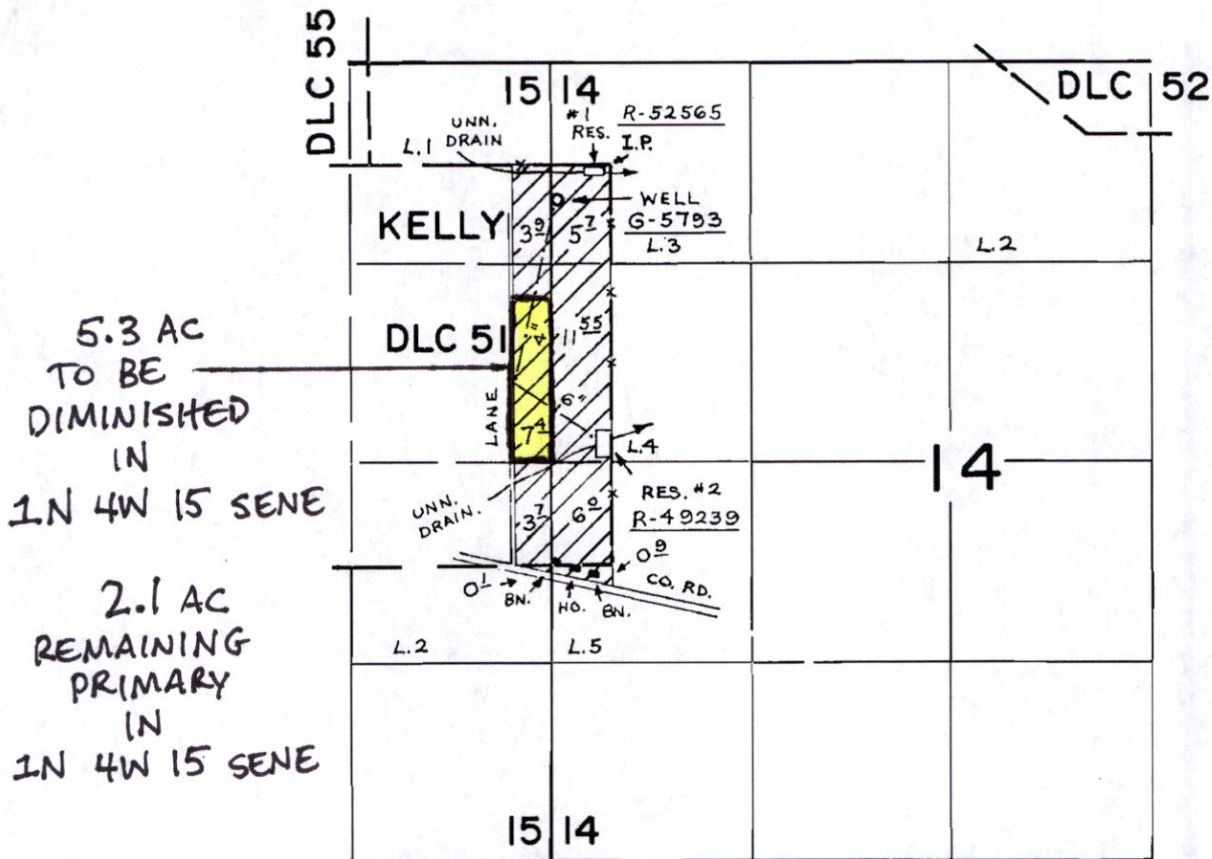 DLC 55
15 14
DLC 52
UNN.
DRAIN
L.1
#1
RES.
R-52565
I.P.
WELL
G-5793
L.3
L.2
KELLY
3 9
5 7
5.3 AC
TO BE
DIMINISHED
IN
1N 4W 15 SENE
DLC 51
LANE
4"
11 55
6"
7 4
L.4
14
2.1 AC
REMAINING
PRIMARY
IN
1N 4W 15 SENE
UNN.
DRAIN.
3 7
6 0
RES. #2
R-49239
0 9
0 1
BN.
HO.
BN.
CO. RD.
L.2
L.5
15 14